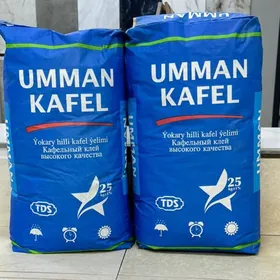 UMMAN
KAFEL
Ýokary hilli kafel ýelimi
Кафельный клей
высокого качества
25
TDS
UMMAN
KAFEL
Ýokary hilli kafel ýelimi
Кафельный клей
высокого качества
25
TDS